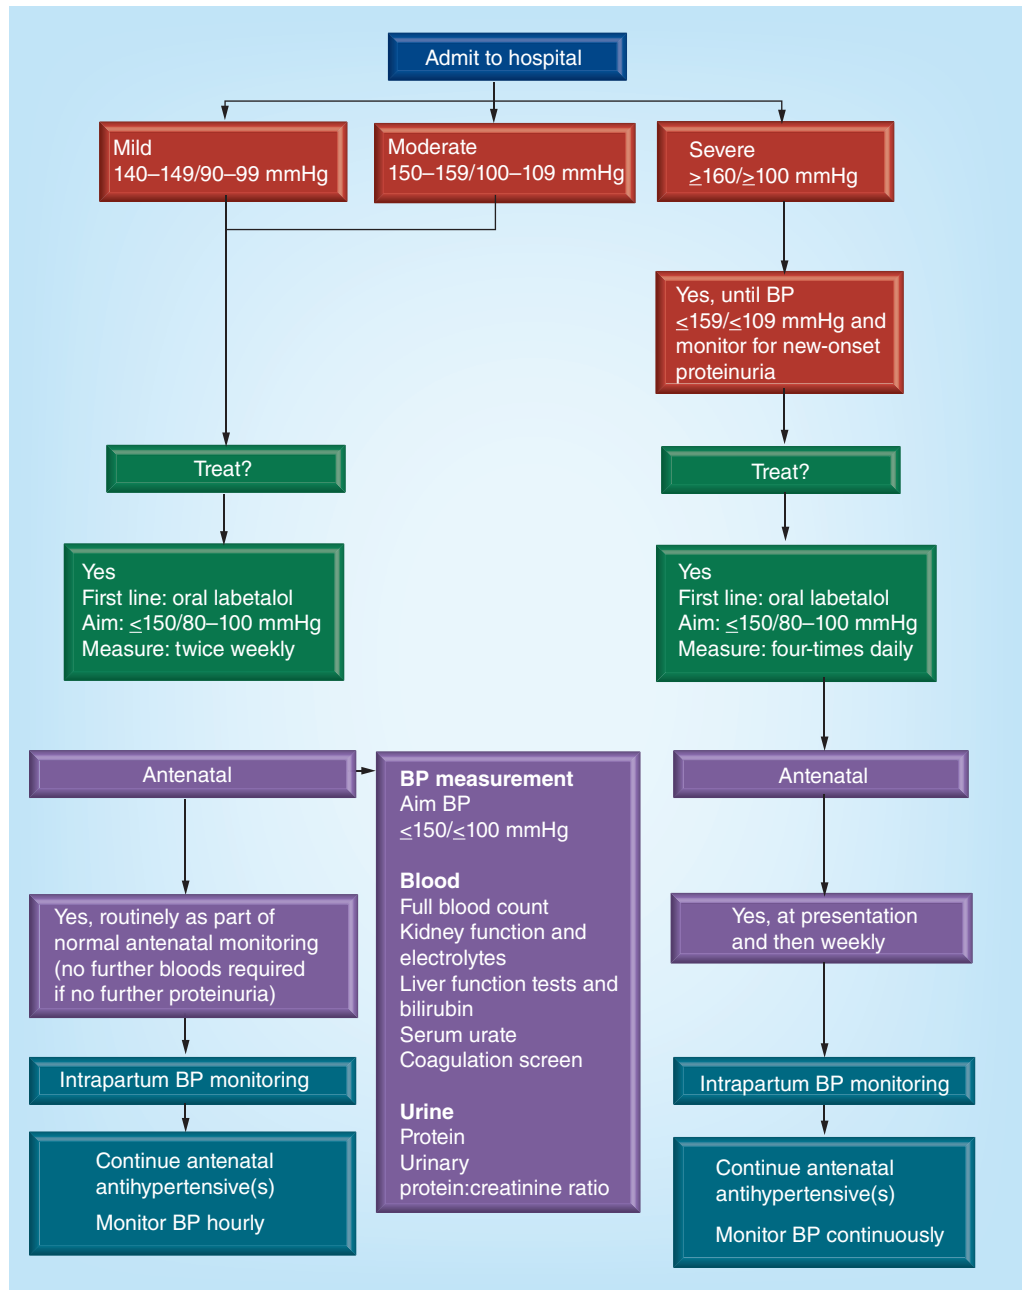 Admit to hospital
Mild
140–149/90–99 mmHg
Moderate
150–159/100–109 mmHg
Severe
≥160/≥100 mmHg
Yes, until BP
≤159/≤109 mmHg and
monitor for new-onset
proteinuria
Treat?
Treat?
Yes
First line: oral labetalol
Aim: ≤150/80–100 mmHg
Measure: twice weekly
Yes
First line: oral labetalol
Aim: ≤150/80–100 mmHg
Measure: four-times daily
Antenatal
BP measurement
Aim BP
≤150/≤100 mmHg
Blood
Full blood count
Kidney function and
electrolytes
Liver function tests and
bilirubin
Serum urate
Coagulation screen
Urine
Protein
Urinary
protein:creatinine ratio
Antenatal
Yes, routinely as part of
normal antenatal monitoring
(no further bloods required
if no further proteinuria)
Yes, at presentation
and then weekly
Intrapartum BP monitoring
Intrapartum BP monitoring
Continue antenatal
antihypertensive(s)
Monitor BP hourly
Continue antenatal
antihypertensive(s)
Monitor BP continuously